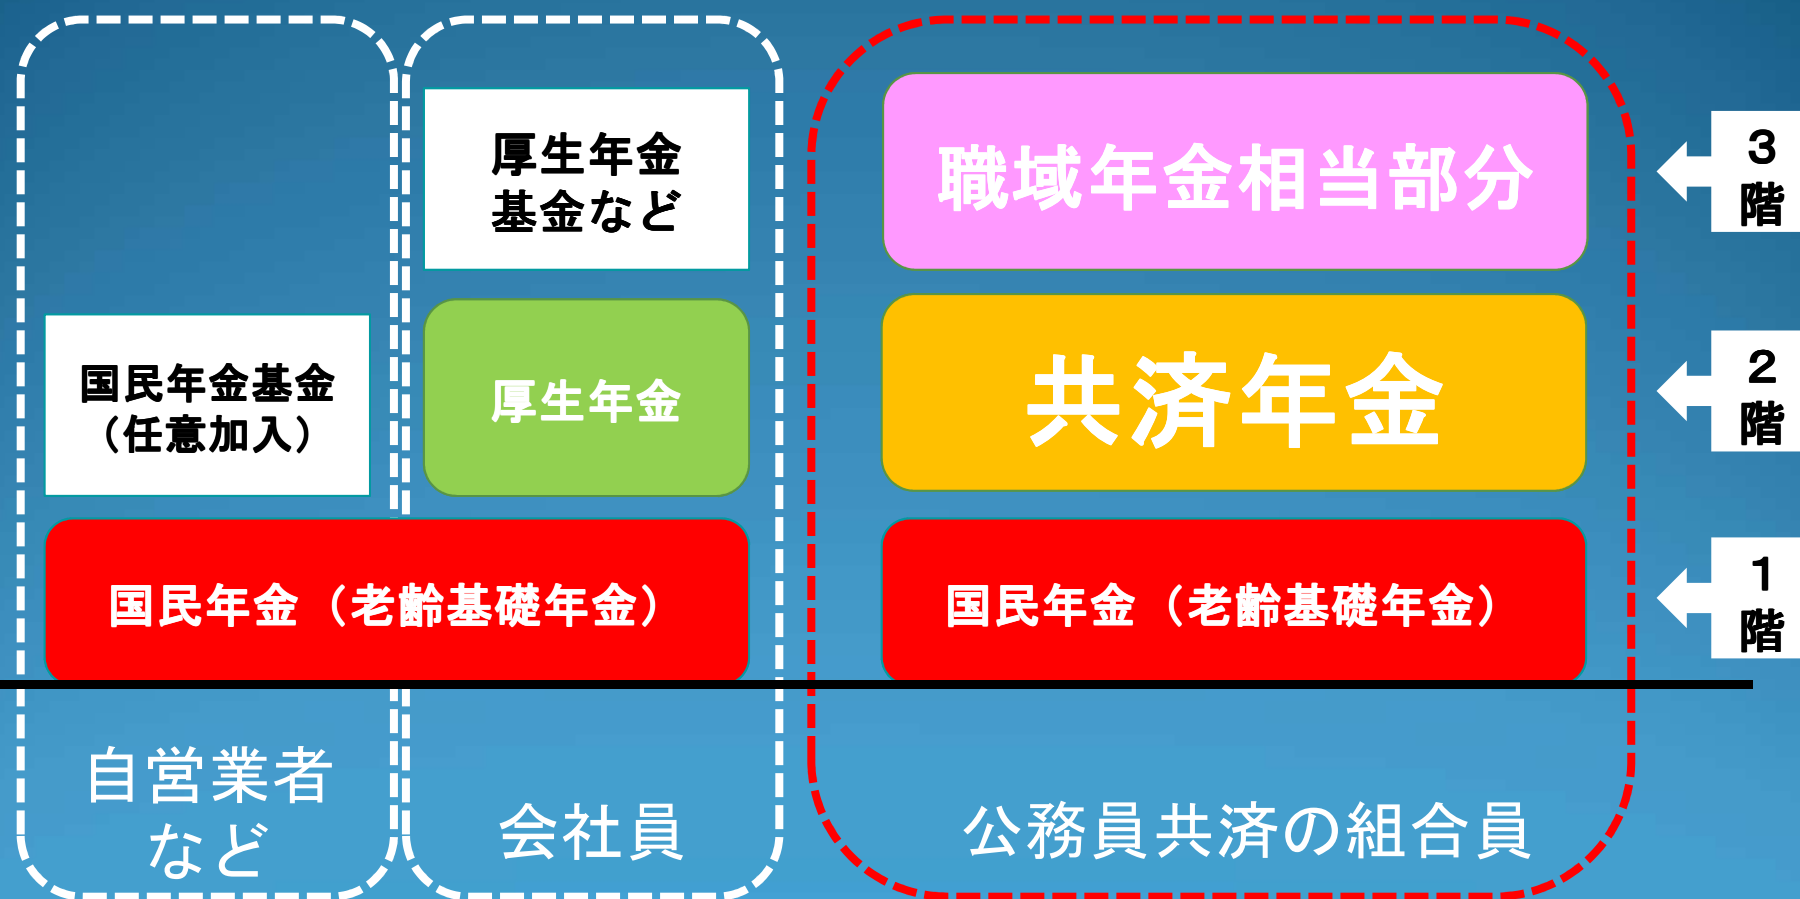 厚生年金
基金など
職域年金相当部分
３
階
国民年金基金
（任意加入）
厚生年金
共済年金
２
階
国民年金（老齢基礎年金）
国民年金（老齢基礎年金）
１
階
自営業者
など
会社員
公務員共済の組合員